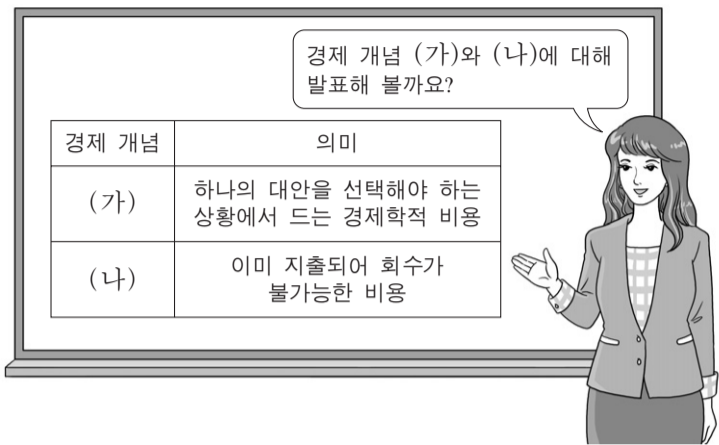 경제 개념 (가)와 (나)에 대해
발표해 볼까요?
경제 개념
의미
(가)
하나의 대안을 선택해야 하는
상황에서 드는 경제학적 비용
(나)
이미 지출되어 회수가
불가능한 비용